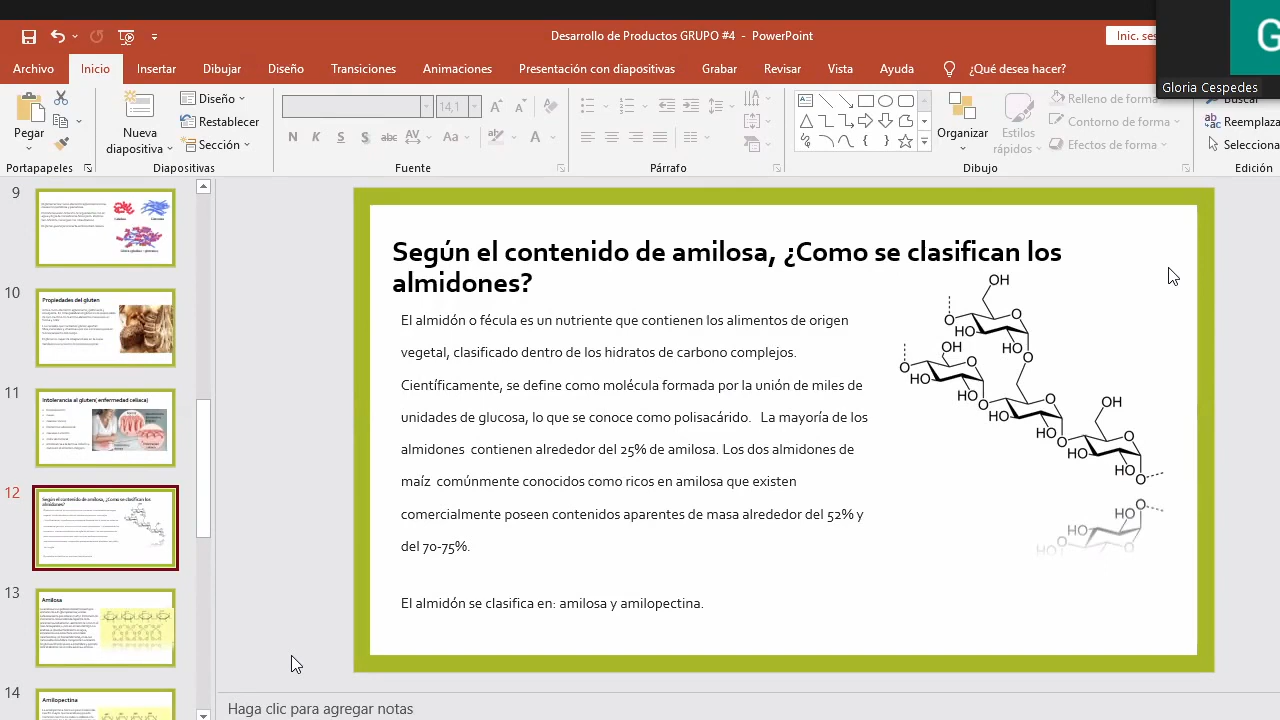 Desarrollo de Productos GRUPO #4 - PowerPoint
Inic.
G
Archivo Inicio Insertar Dibujar Diseño Transiciones Animaciones Presentación con diapositivas Grabar Revisar Vista Ayuda ¿Qué desea hacer?
Gloria Cespades
Pegar
Nueva diapositiva
Diseño
Restablecer
Sección
14,1
N K S S abc AV Aa A
Organizar
Estilos rápidos
Relleno de forma
Contorno de forma
Efectos de forma
Buscar
Reemplaza
Selecciona
Portapapeles Diapositivas Fuente Párrafo Dibujo Edición
9
10
Propiedades del gluten
11
Intolerancia al gluten( enfermedad celiaca)
12
Según el contenido de amilosa, ¿Como se clasifican los almidones?
13
Amilosa
14
Amilopectina
Según el contenido de amilosa, ¿Como se clasifican los
almidones?
El almidón o fécula es un nutriente que contienen los alimentos de origen
vegetal, clasificado dentro de los hidratos de carbono complejos.
Científicamente, se define como molécula formada por la unión de miles de
unidades de glucosa, lo que se conoce como polisacárido. La mayoría de los
almidones contienen alrededor del 25% de amilosa. Los dos almidones de
maíz comúnmente conocidos como ricos en amilosa que existen
comercialmente poseen contenidos aparentes de masa alrededor del 52% y
del 70-75%.
El almidón se clasifica en: amilosa y amilopectina.
OH
O
O
HO
HO
OH
O
O
O
HO
HO
O
O
HO
HO
OH
O
O
HO
HO
O
O
HO
HO
HO
O
Haga clic para agregar notas